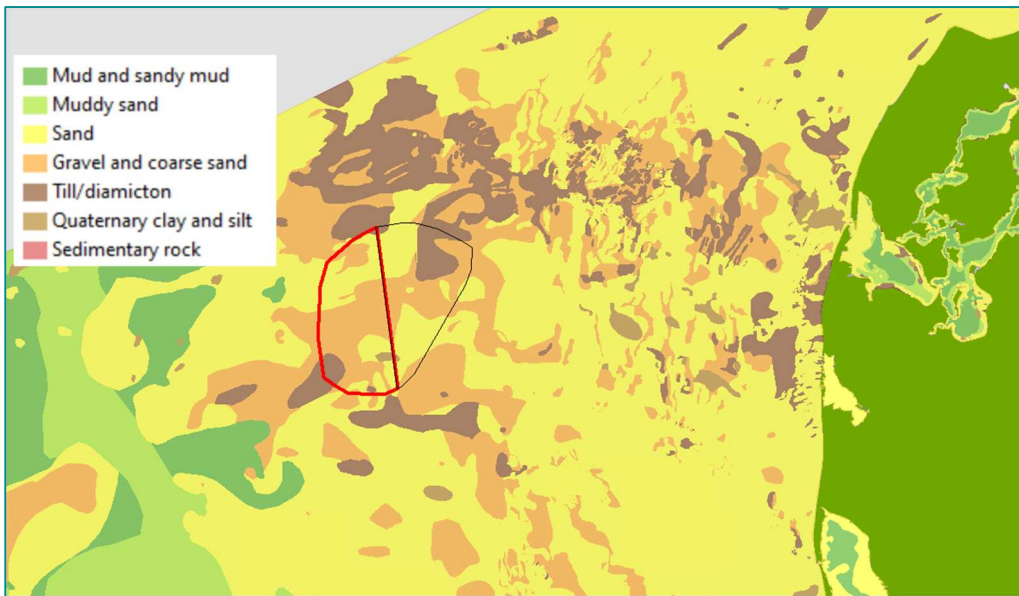 Mud and sandy mud
Muddy sand
Sand
Gravel and coarse sand
Till/diamicton
Quaternary clay and silt
Sedimentary rock